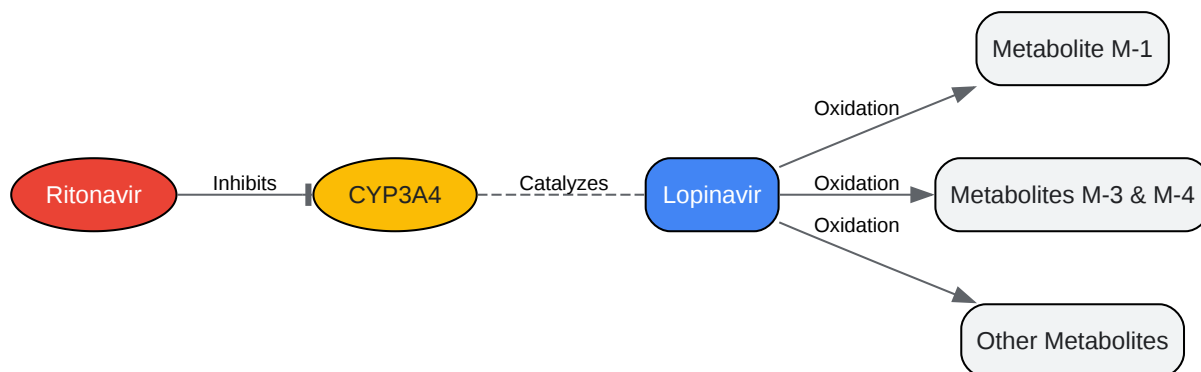 Metabolite M-1
Oxidation
Ritonavir
Inhibits
CYP3A4
Catalyzes
Lopinavir
Oxidation
Metabolites M-3 & M-4
Oxidation
Other Metabolites